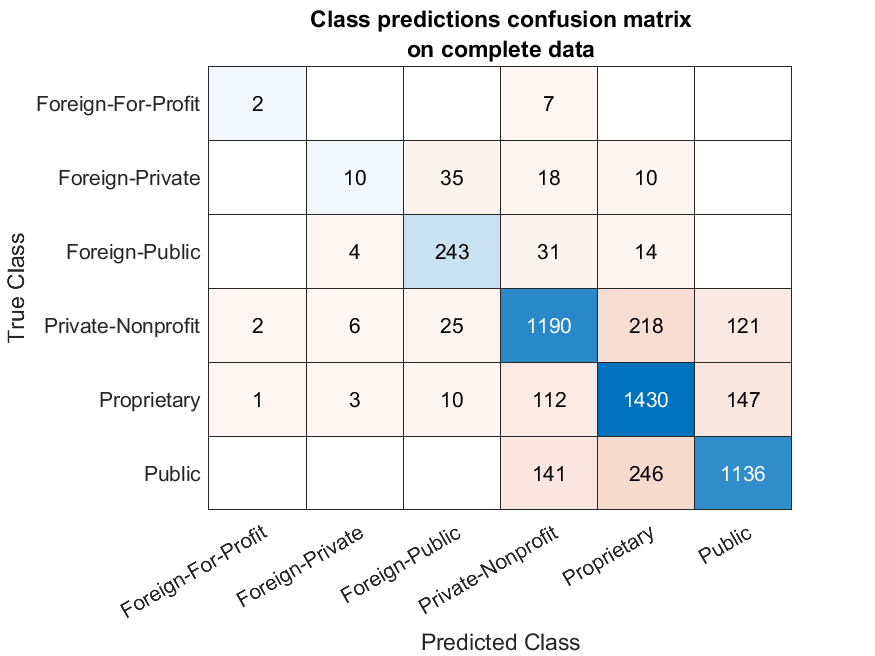 Class predictions confusion matrix
on complete data
Foreign-For-Profit 2 7
Foreign-Private 10 35 18 10
Foreign-Public 4 243 31 14
Private-Nonprofit 2 6 25 1190 218 121
Proprietary 1 3 10 112 1430 147
Public 141 246 1136
True Class
Foreign-For-Profit Foreign-Private Foreign-Public Private-Nonprofit Proprietary Public
Predicted Class